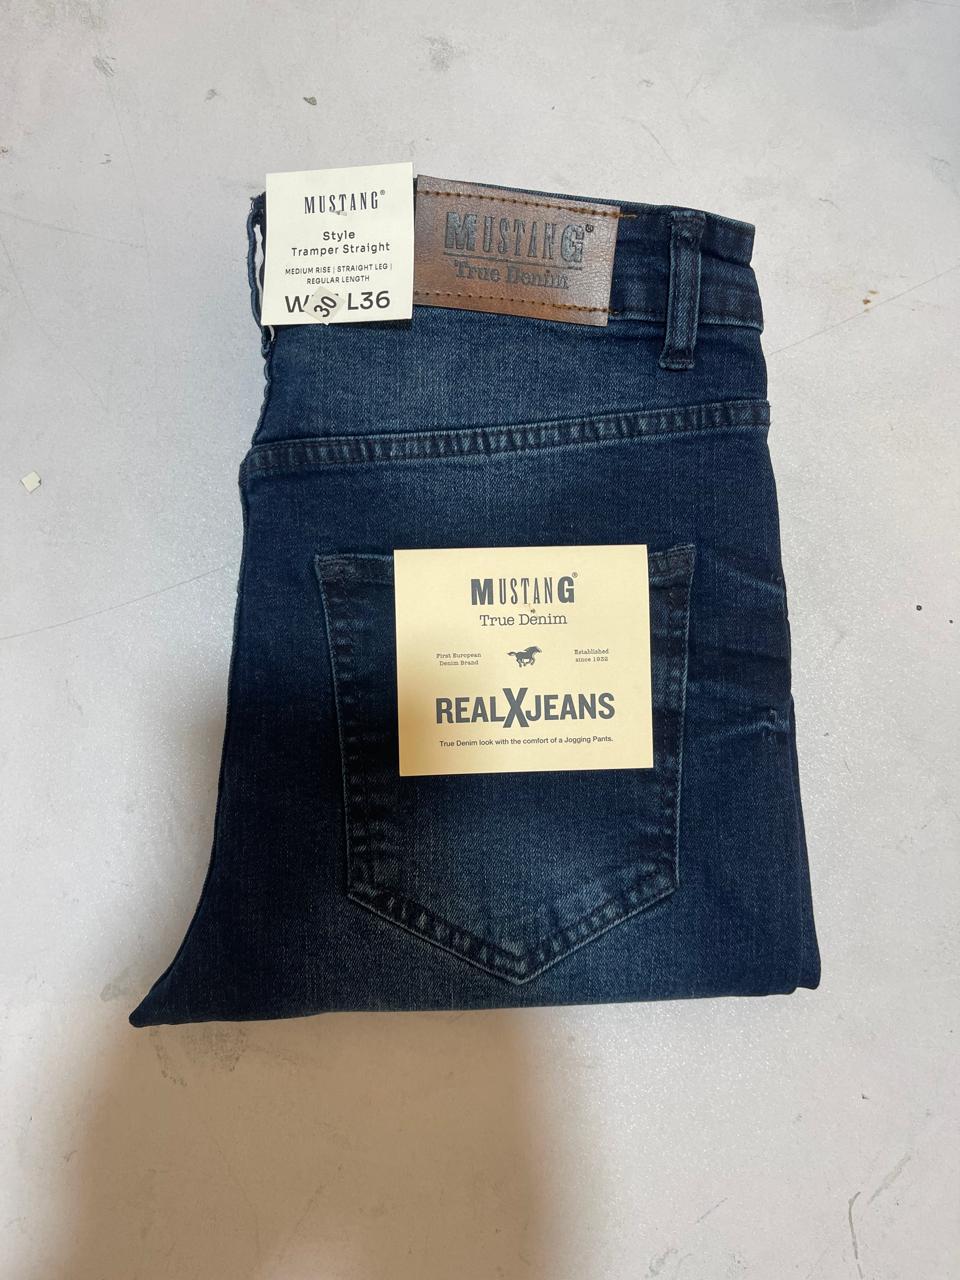 MUSTANG®
Style
Tramper Straight
MEDIUM RISE | STRAIGHT LEG |
REGULAR LENGTH
W 30 L36
MUSTANG®
True Denim
MUSTANG®
True Denim
First European
Denim Brand
Established
since 1932
REALXJEANS
True Denim look with the comfort of a Jogging Pants.